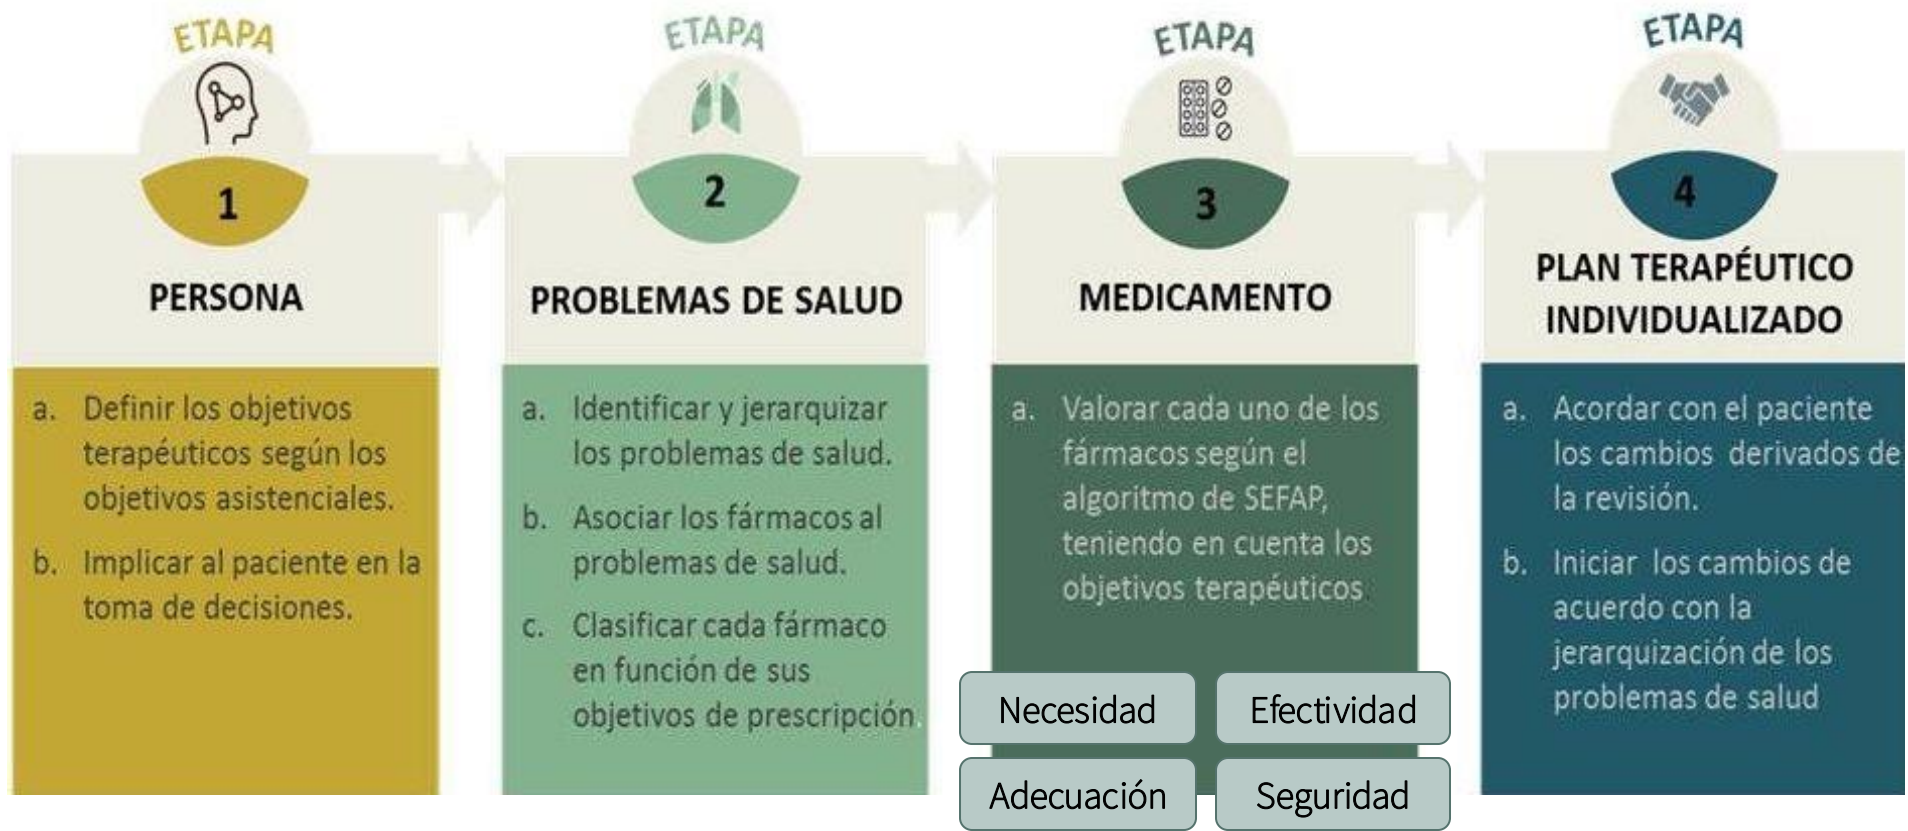 ETAPA
1
PERSONA
a. Definir los objetivos
terapéuticos según los
objetivos asistenciales.
b. Implicar al paciente en la
toma de decisiones.
ETAPA
2
PROBLEMAS DE SALUD
a. Identificar y jerarquizar
los problemas de salud.
b. Asociar los fármacos al
problemas de salud.
c. Clasificar cada fármaco
en función de sus
objetivos de prescripción.
ETAPA
3
MEDICAMENTO
a. Valorar cada uno de los
fármacos según el
algoritmo de SEFAP,
teniendo en cuenta los
objetivos terapéuticos
Necesidad
Efectividad
Adecuación
Seguridad
ETAPA
4
PLAN TERAPÉUTICO
INDIVIDUALIZADO
a. Acordar con el paciente
los cambios derivados de
la revisión.
b. Iniciar los cambios de
acuerdo con la
jerarquización de los
problemas de salud